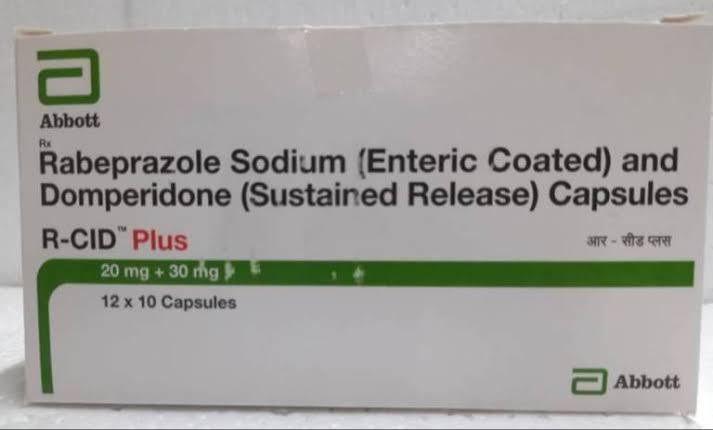 Abbott
Rx
Rabeprazole Sodium (Enteric Coated) and
Domperidone (Sustained Release) Capsules
R-CID™ Plus
आर - सीड प्लस
20 mg + 30 mg
12 x 10 Capsules
Abbott